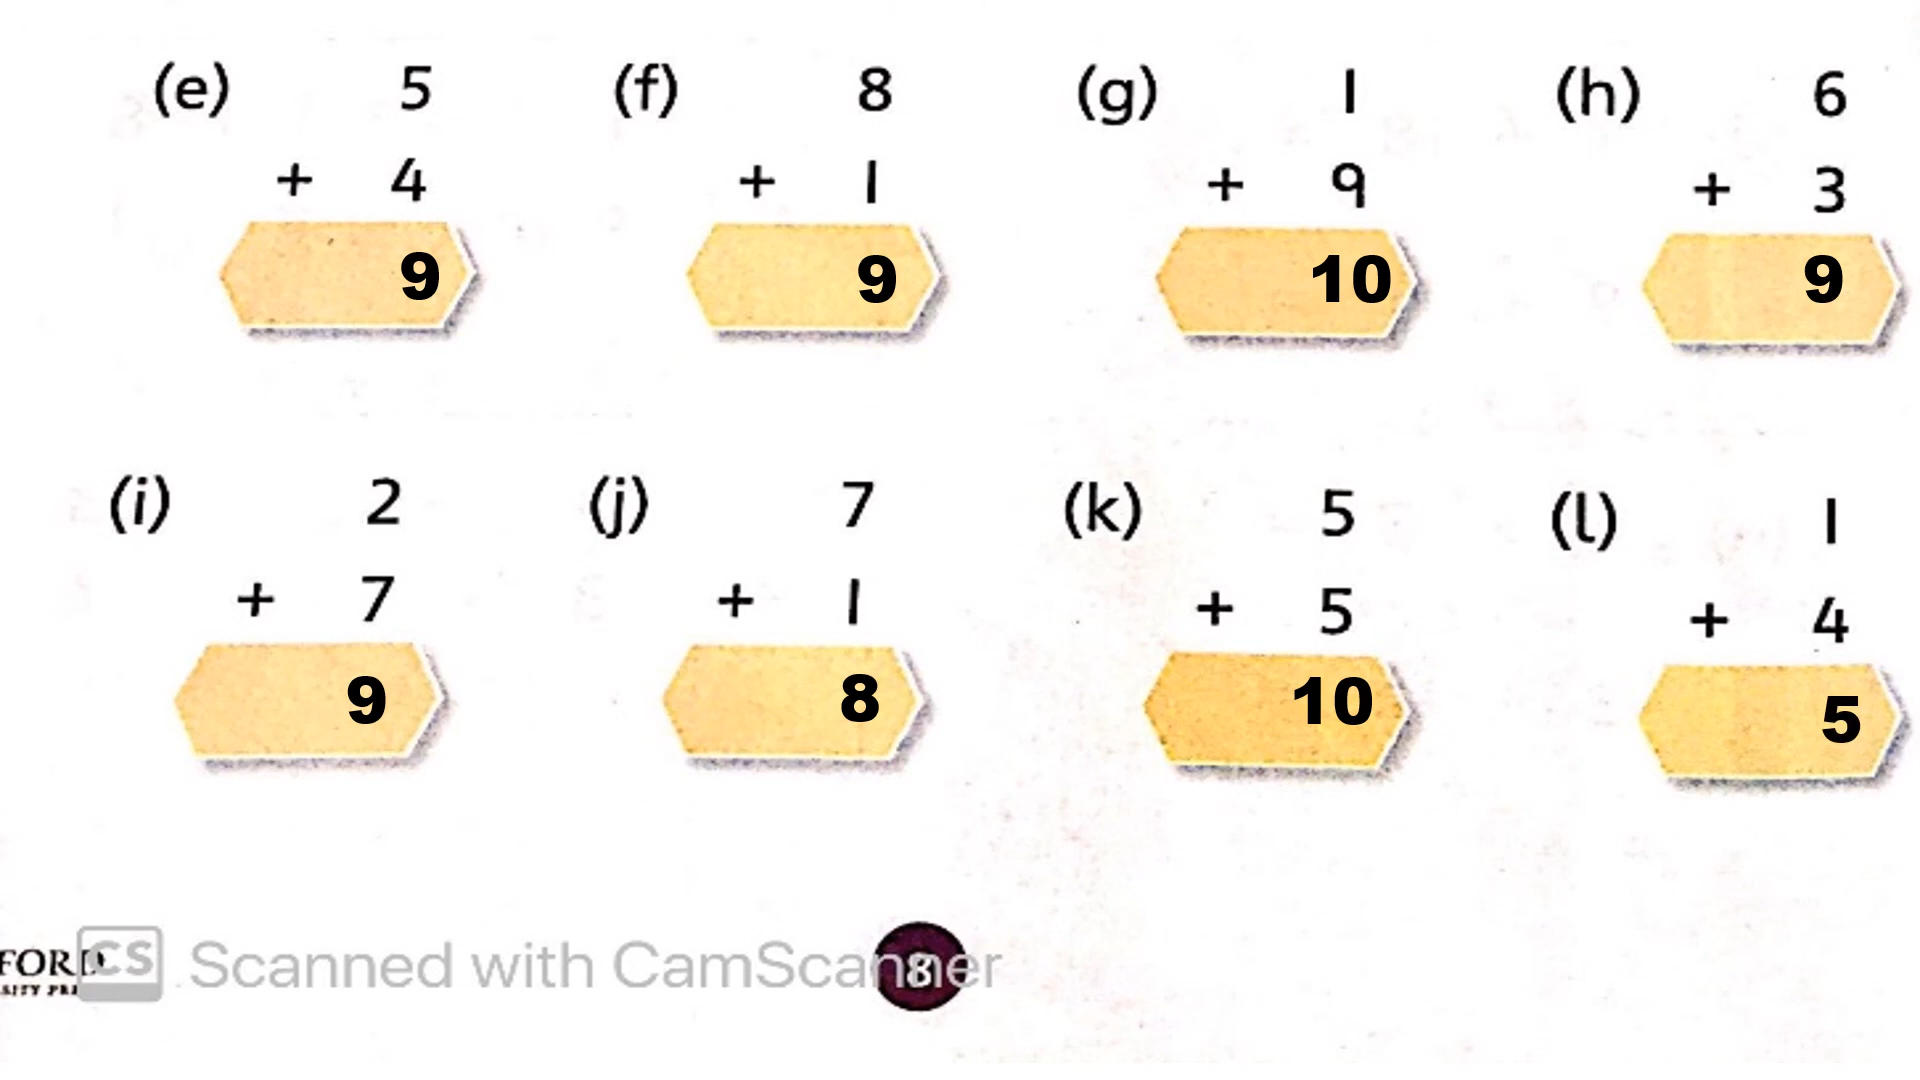 (e) 5 (f) 8 (g) 1 (h) 6
+ 4 + 1 + 9 + 3
9 9 10 9
(i) 2 (j) 7 (k) 5 (l) 1
+ 7 + 1 + 5 + 4
9 8 10 5
FORD
CS Scanned with CamScanner 8